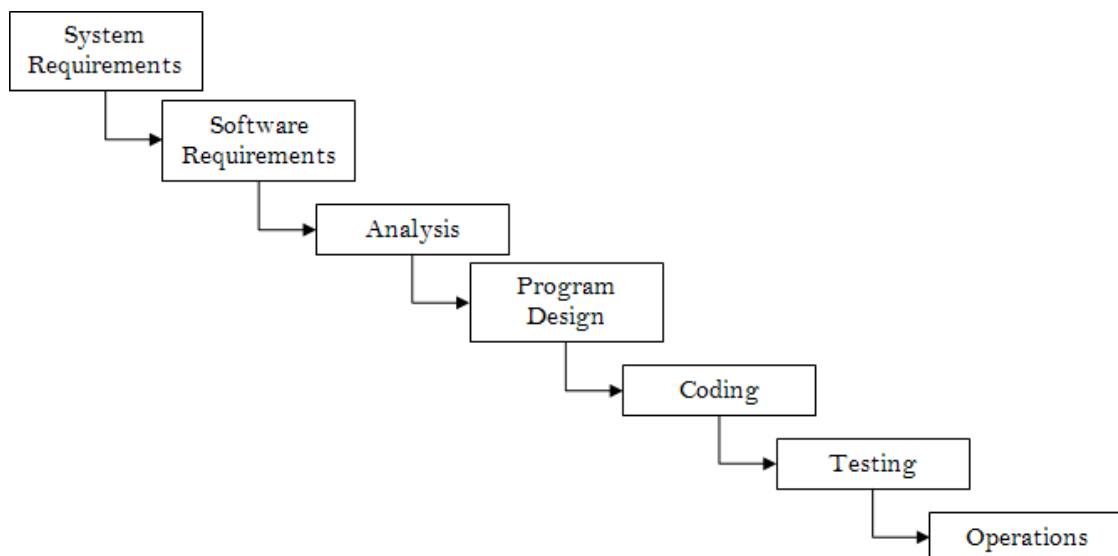 System
Requirements
Software
Requirements
Analysis
Program
Design
Coding
Testing
Operations